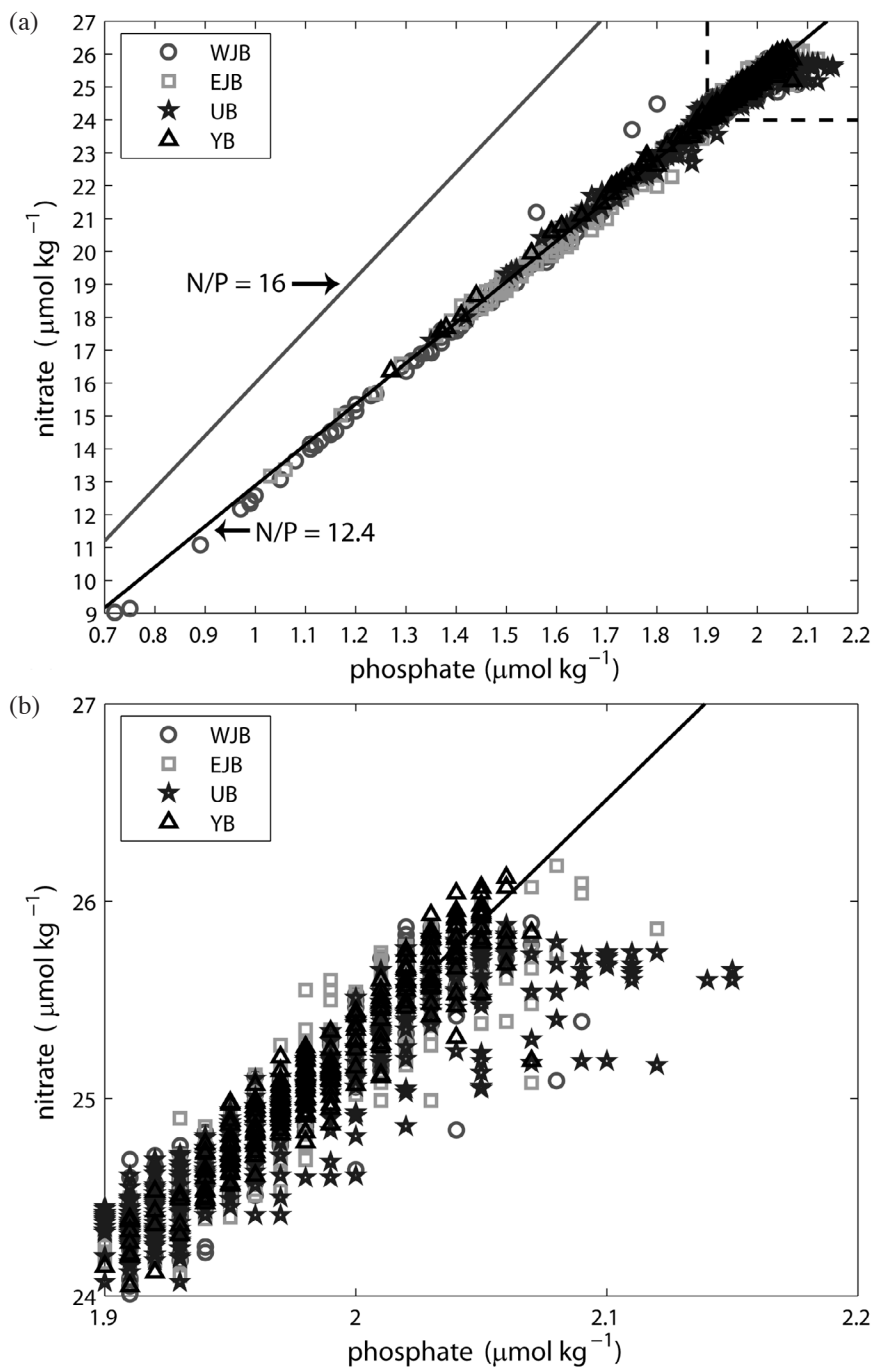 (a)
27
26
25
24
23
22
21
20
19
18
17
16
15
14
13
12
11
10
9
nitrate ( μmol kg⁻¹)
WJB
EJB
UB
YB
N/P = 16
N/P = 12.4
0.7 0.8 0.9 1 1.1 1.2 1.3 1.4 1.5 1.6 1.7 1.8 1.9 2 2.1 2.2
phosphate (μmol kg⁻¹)
(b)
27
26
25
24
nitrate ( μmol kg⁻¹)
WJB
EJB
UB
YB
1.9 2 2.1 2.2
phosphate (μmol kg⁻¹)